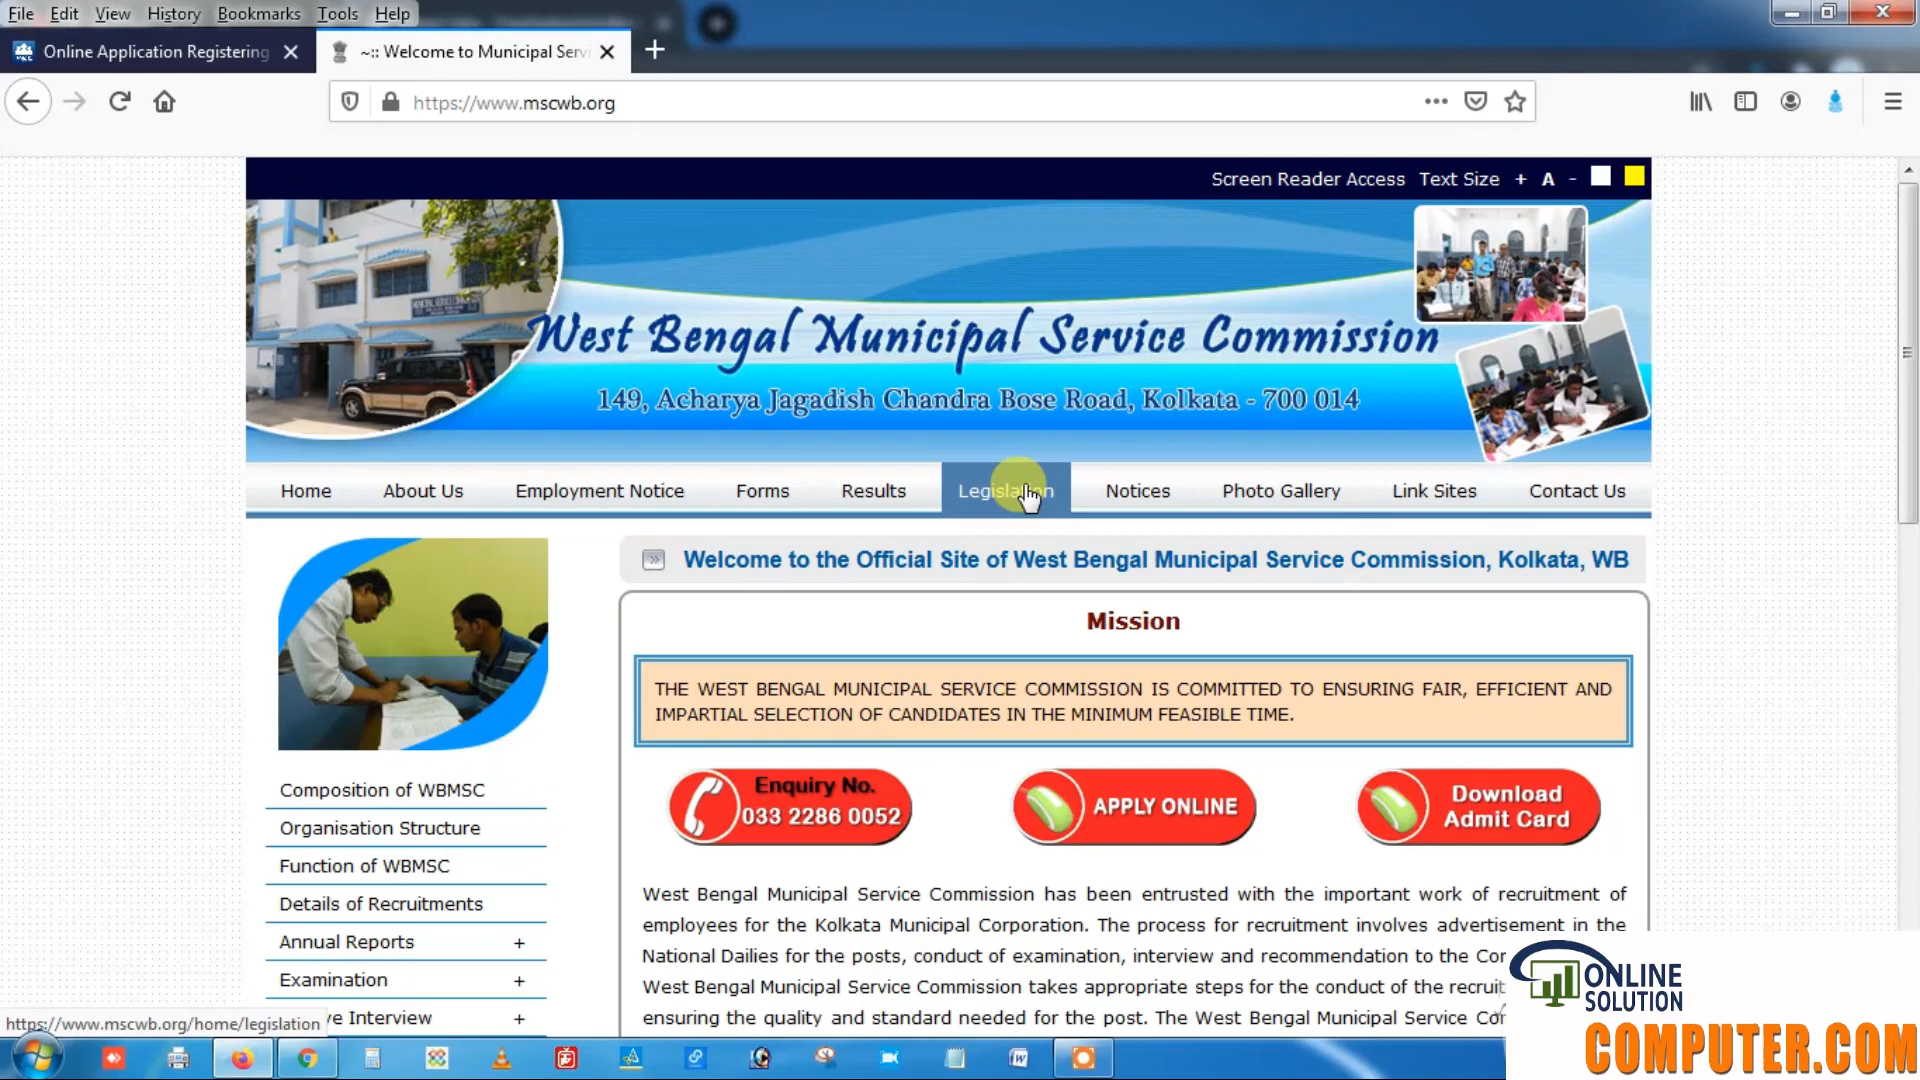 File Edit View History Bookmarks Tools Help
Online Application Registering
~:: Welcome to Municipal Servi
https://www.mscwb.org
Screen Reader Access Text Size + A -
West Bengal Municipal Service Commission
149, Acharya Jagadish Chandra Bose Road, Kolkata - 700 014
Home About Us Employment Notice Forms Results Legislation Notices Photo Gallery Link Sites Contact Us
Welcome to the Official Site of West Bengal Municipal Service Commission, Kolkata, WB
Mission
THE WEST BENGAL MUNICIPAL SERVICE COMMISSION IS COMMITTED TO ENSURING FAIR, EFFICIENT AND
IMPARTIAL SELECTION OF CANDIDATES IN THE MINIMUM FEASIBLE TIME.
Enquiry No.
033 2286 0052
APPLY ONLINE
Download
Admit Card
Composition of WBMSC
Organisation Structure
Function of WBMSC
Details of Recruitments
Annual Reports +
Examination +
ve Interview +
West Bengal Municipal Service Commission has been entrusted with the important work of recruitment of
employees for the Kolkata Municipal Corporation. The process for recruitment involves advertisement in the
National Dailies for the posts, conduct of examination, interview and recommendation to the Cor
West Bengal Municipal Service Commission takes appropriate steps for the conduct of the recruit
ensuring the quality and standard needed for the post. The West Bengal Municipal Service Cor
https://www.mscwb.org/home/legislation
ONLINE
SOLUTION
COMPUTER.COM